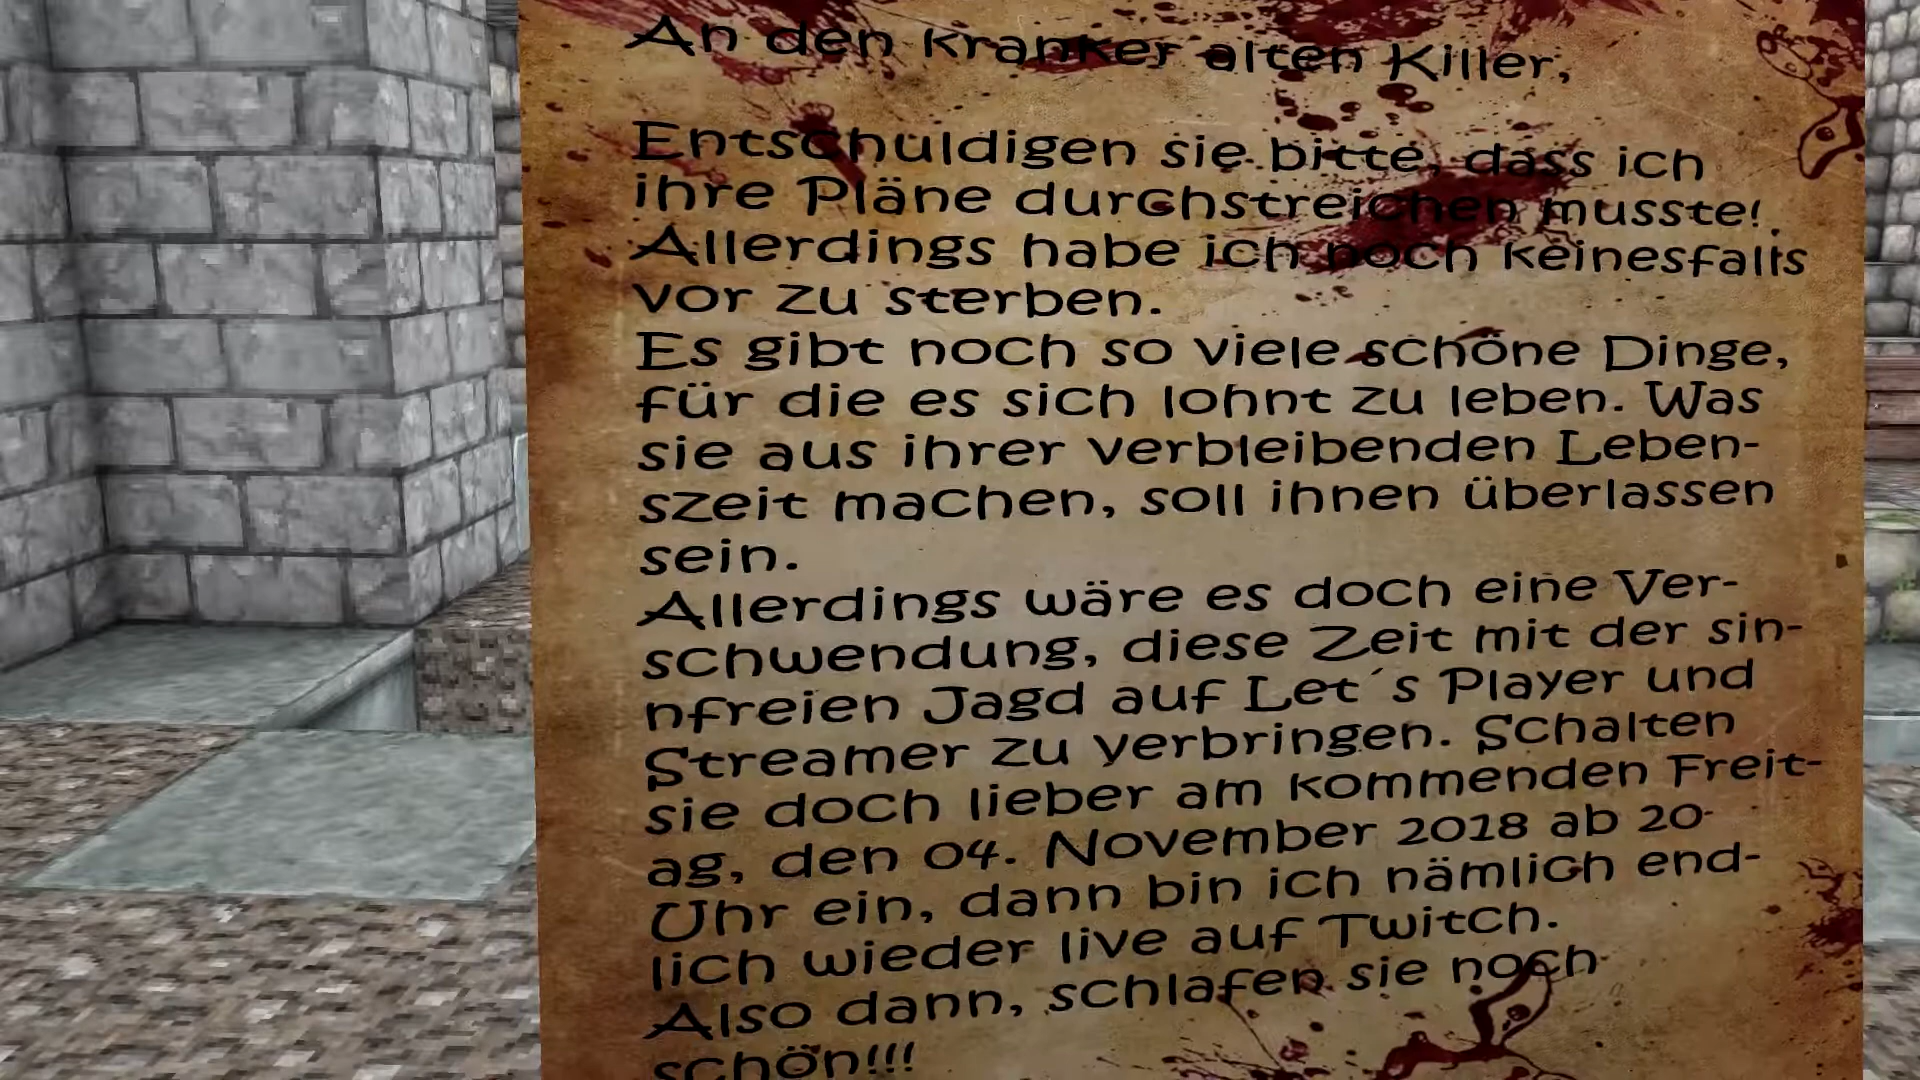 An den kranker alten Killer,
Entschuldigen sie bitte, dass ich
ihre Pläne durchstreichen musste!
Allerdings habe ich noch keinesfalls
vor zu sterben.
Es gibt noch so viele schöne Dinge,
für die es sich lohnt zu leben. Was
sie aus ihrer verbleibenden Leben-
szeit machen, soll ihnen überlassen
sein.
Allerdings wäre es doch eine Ver-
schwendung, diese Zeit mit der sin-
nfreien Jagd auf Let´s Player und
Streamer zu verbringen. Schalten
sie doch lieber am kommenden Freit-
ag, den 04. November 2018 ab 20
Uhr ein, dann bin ich nämlich end-
lich wieder live auf Twitch.
Also dann, schlafen sie noch
schön!!!